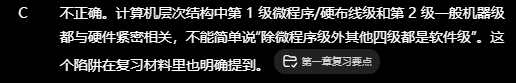 C 不正确。计算机层次结构中第 1 级微程序/硬布线级和第 2 级一般机器级
都与硬件紧密相关，不能简单说“除微程序级外其他四级都是软件级”。这
个陷阱在复习材料里也明确提到。 第一章复习要点